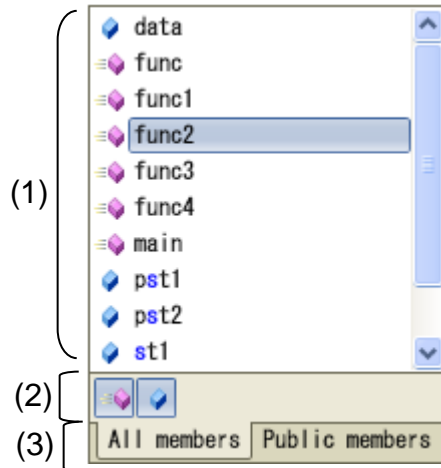 (1)
data
func
func1
func2
func3
func4
main
pst1
pst2
st1
(2)
(3)
All members Public members